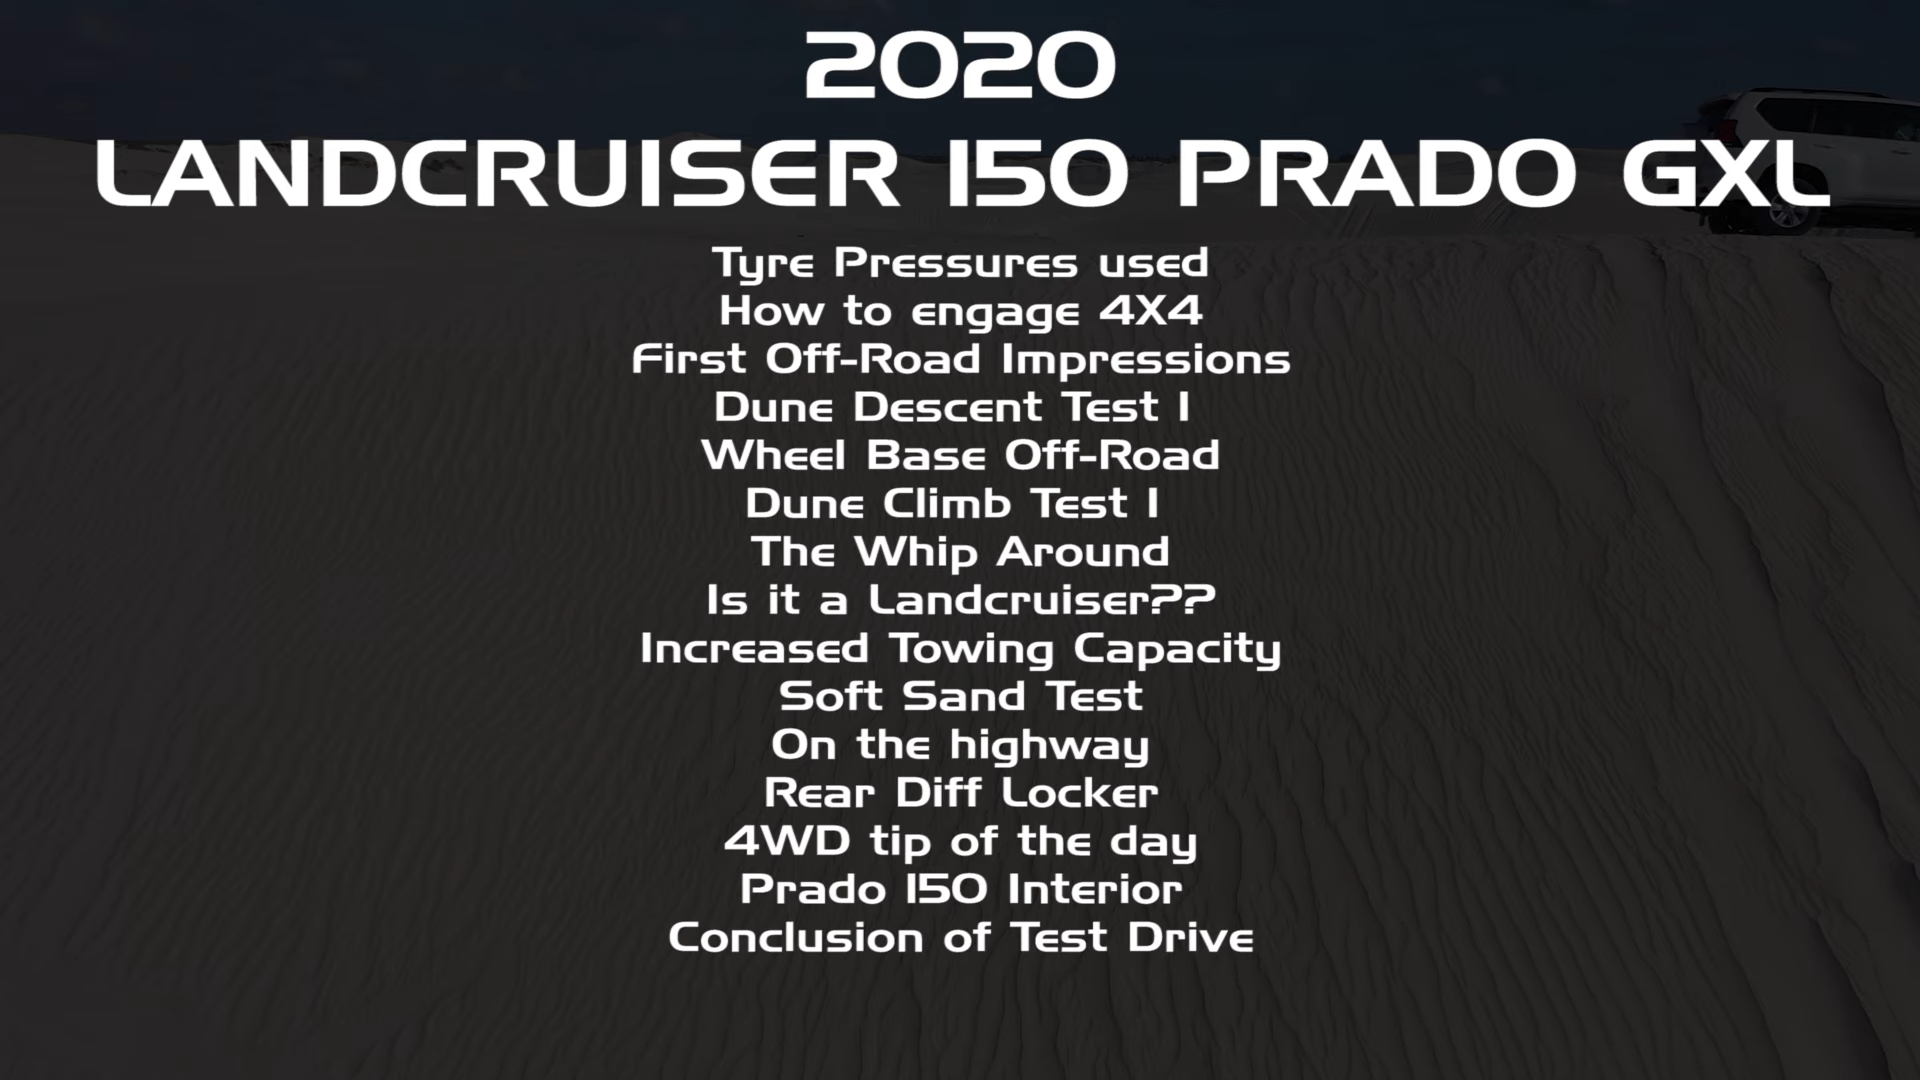 2020
LANDCRUISER 150 PRADO GXL
Tyre Pressures used
How to engage 4X4
First Off-Road Impressions
Dune Descent Test 1
Wheel Base Off-Road
Dune Climb Test 1
The Whip Around
Is it a Landcruiser??
Increased Towing Capacity
Soft Sand Test
On the highway
Rear Diff Locker
4WD tip of the day
Prado 150 Interior
Conclusion of Test Drive